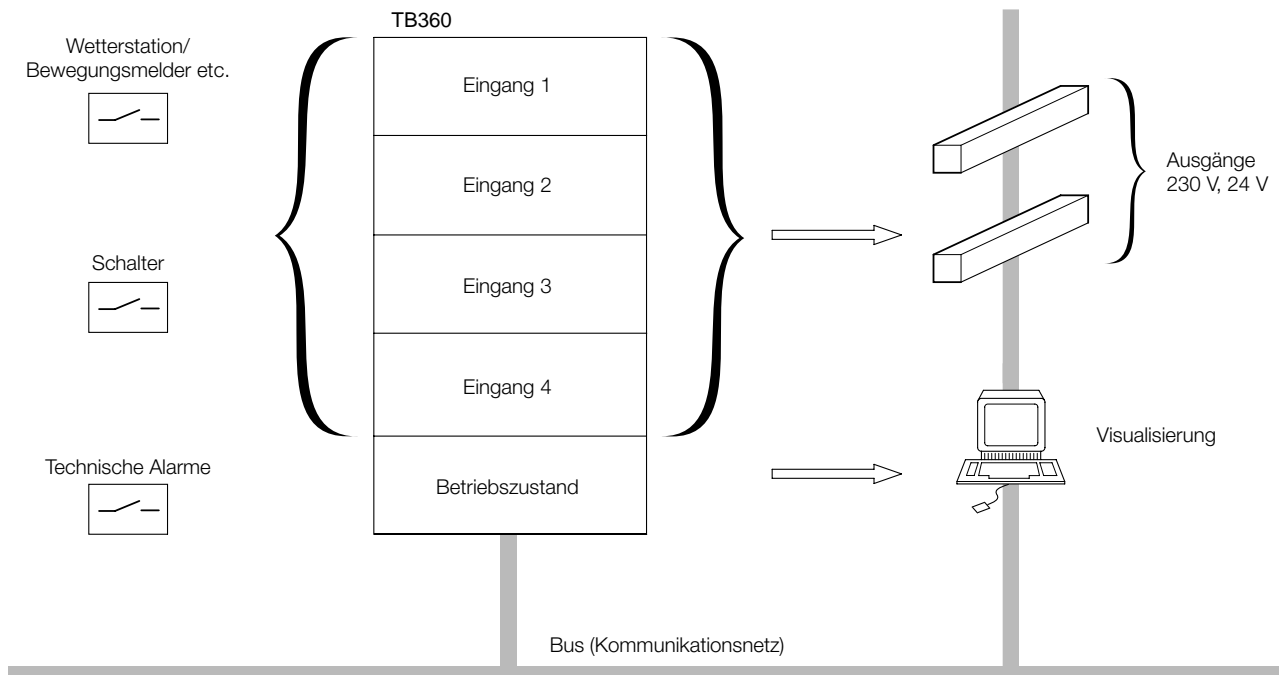 TB360
Wetterstation/
Bewegungsmelder etc.
Eingang 1
Eingang 2
Ausgänge
230 V, 24 V
Schalter
Eingang 3
Eingang 4
Visualisierung
Technische Alarme
Betriebszustand
Bus (Kommunikationsnetz)